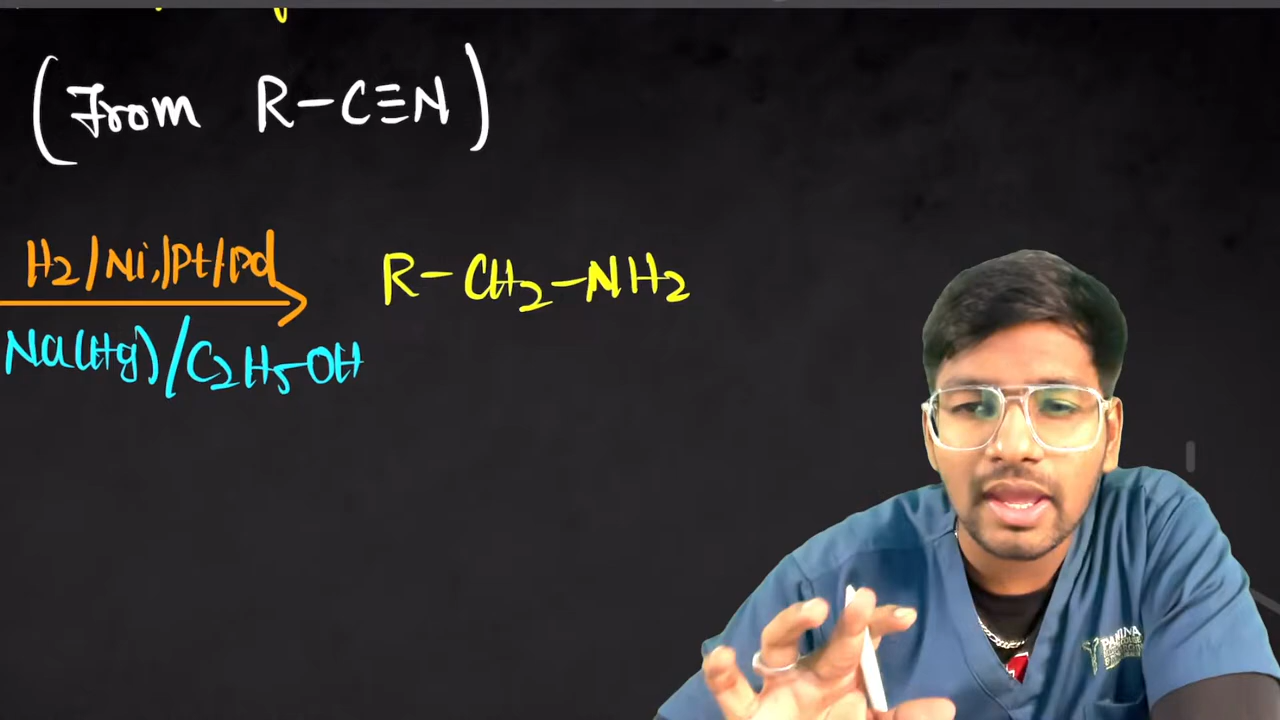 (From R-C≡N)
H2/Ni,/Pt/Pd
R-CH2-NH2
Na(Hg)/C2H5-OH